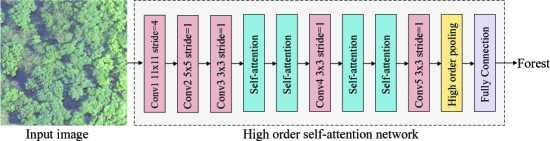 Conv1 11x11 stride=4
Conv2 5x5 stride=1
Conv3 3x3 stride=1
Self-attention
Self-attention
Conv4 3x3 stride=1
Self-attention
Self-attention
Conv5 3x3 stride=1
High order pooling
Fully Connection
Forest
Input image
High order self-attention network